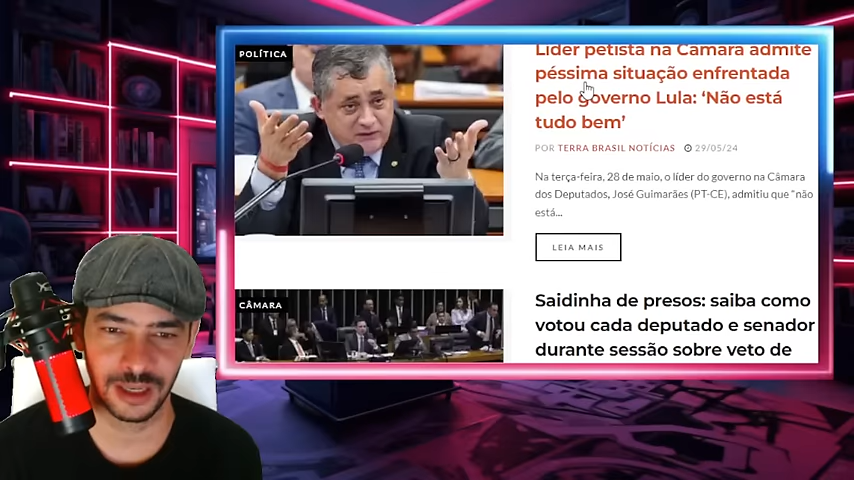 POLÍTICA
Líder petista na Câmara admite
péssima situação enfrentada
pelo governo Lula: ‘Não está
tudo bem’
POR TERRA BRASIL NOTÍCIAS 29/05/24
Na terça-feira, 28 de maio, o líder do governo na Câmara
dos Deputados, José Guimarães (PT-CE), admitiu que “não
está...
LEIA MAIS
CÂMARA
Saidinha de presos: saiba como
votou cada deputado e senador
durante sessão sobre veto de